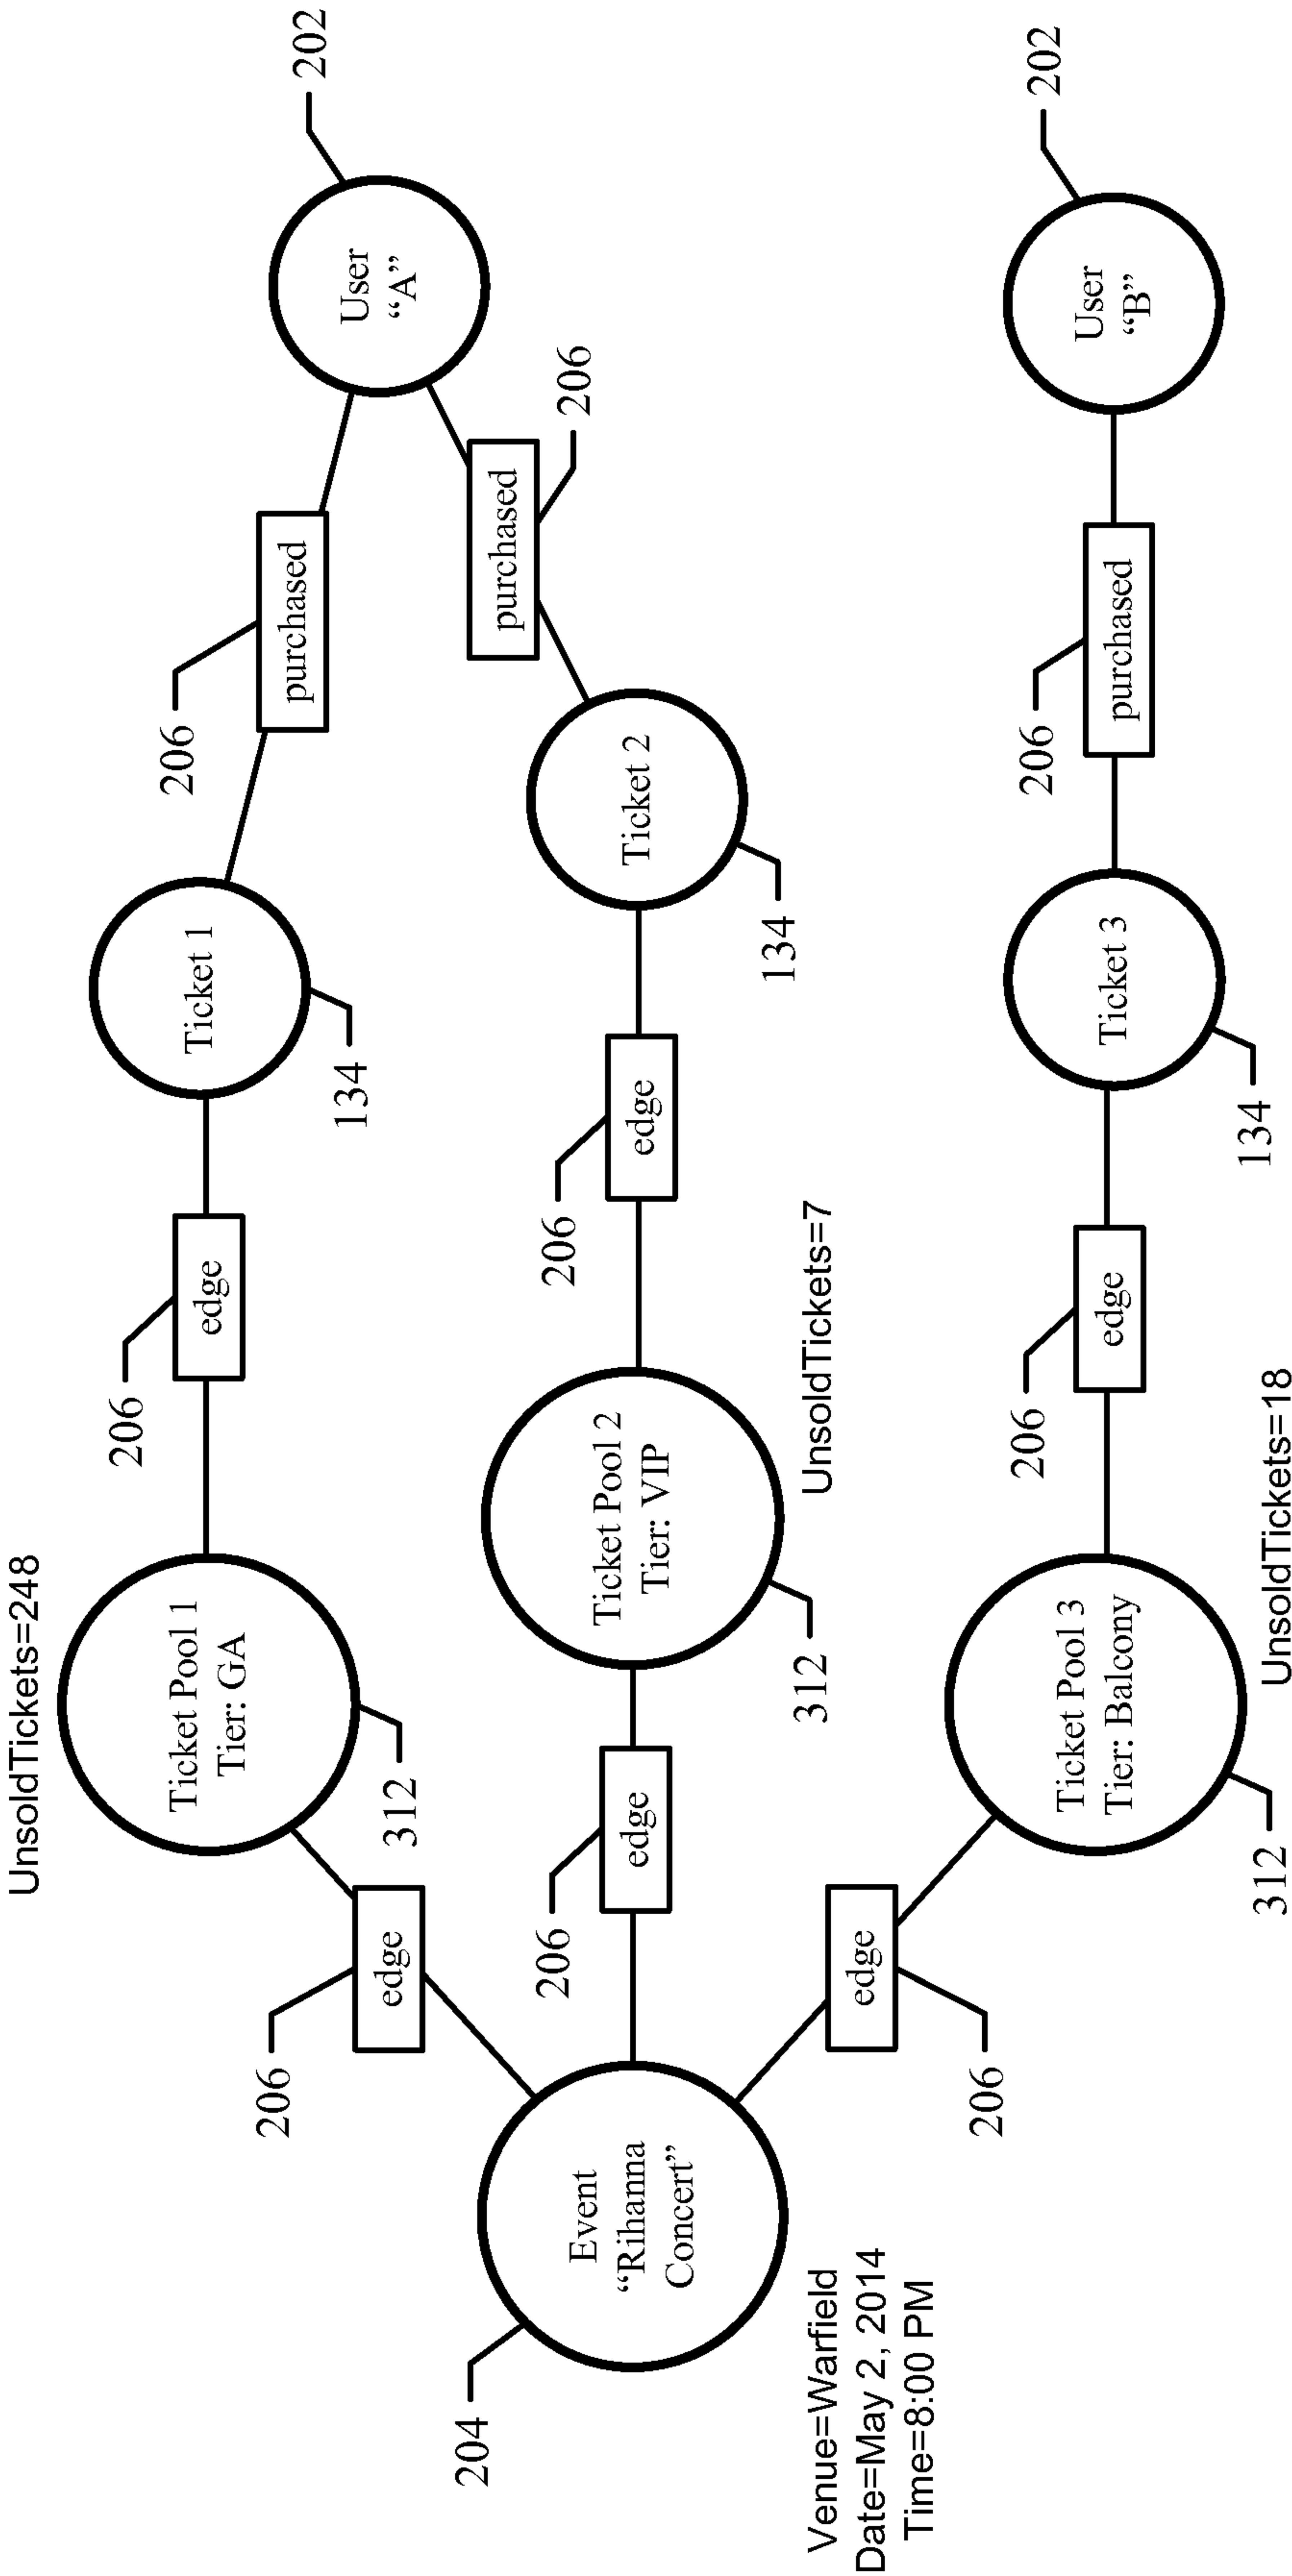 UnsoldTickets=248
Ticket Pool 1
Tier: GA
312
206
edge
206
edge
Ticket 1
134
206
purchased
User
“A”
202
204
Event
“Rihanna
Concert”
Venue=Warfield
Date=May 2, 2014
Time=8:00 PM
206
edge
Ticket Pool 2
Tier: VIP
312
UnsoldTickets=7
206
edge
Ticket 2
134
purchased
206
206
edge
Ticket Pool 3
Tier: Balcony
312
UnsoldTickets=18
206
edge
Ticket 3
134
206
purchased
User
“B”
202